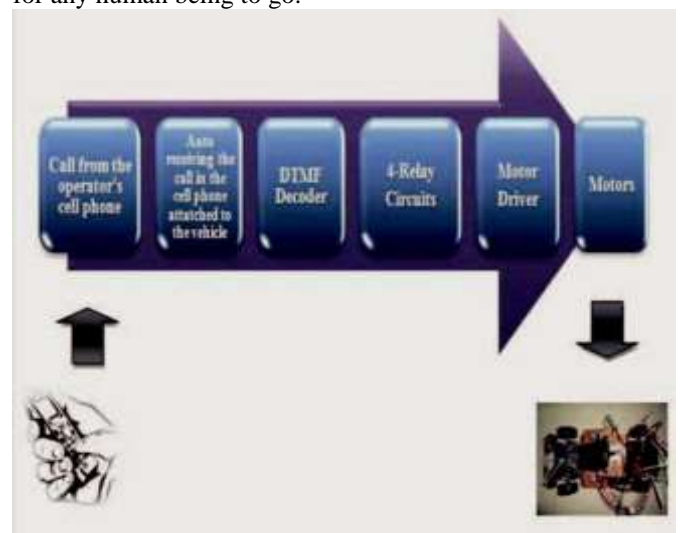 for any human being to go.
Call from the
operator's
cell phone
Auto
receiving the
call in the
cell phone
attatched to
the vehicle
DTMF
Decoder
4-Relay
Circuits
Motor
Driver
Motors